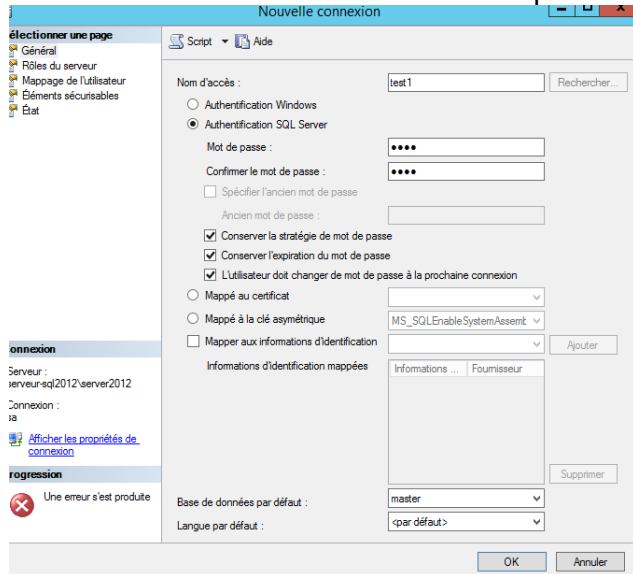 Nouvelle connexion
électionner une page
Général
Rôles du serveur
Mappage de l'utilisateur
Éléments sécurisables
État
Script
Aide
Nom d'accès :
test1
Rechercher...
Authentification Windows
Authentification SQL Server
Mot de passe :
••••
Confirmer le mot de passe :
••••
Spécifier l'ancien mot de passe
Ancien mot de passe :
Conserver la stratégie de mot de passe
Conserver l'expiration du mot de passe
L'utilisateur doit changer de mot de passe à la prochaine connexion
Mappé au certificat
Mappé à la clé asymétrique
MS_SQLEnableSystemAssemb
Mapper aux informations d'identification
Ajouter
Informations d'identification mappées
Informations ...
Fournisseur
Supprimer
onnexion
Serveur :
serveur-sql2012\server2012
Connexion :
sa
Afficher les propriétés de
connexion
rogression
Une erreur s'est produite
Base de données par défaut :
master
Langue par défaut :
<par défaut>
OK
Annuler